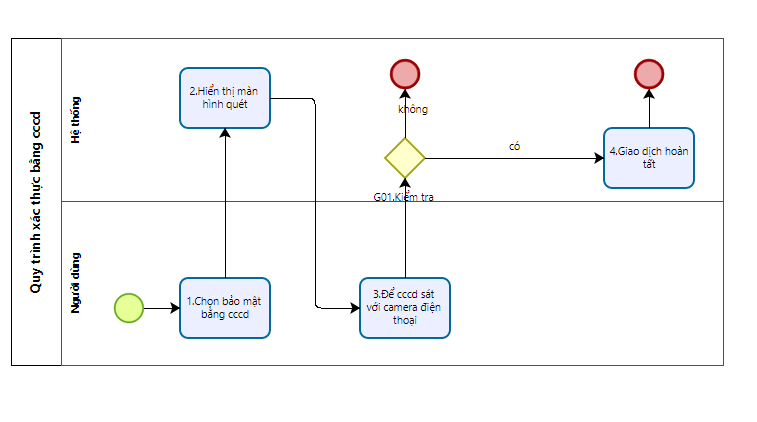 Quy trình xác thực bằng cccd
Hệ thống
2.Hiển thị màn
hình quét
không
có
4.Giao dịch hoàn
tất
G01.Kiểm tra
Người dùng
1.Chọn bảo mật
bằng cccd
3.Để cccd sát
với camera điện
thoại